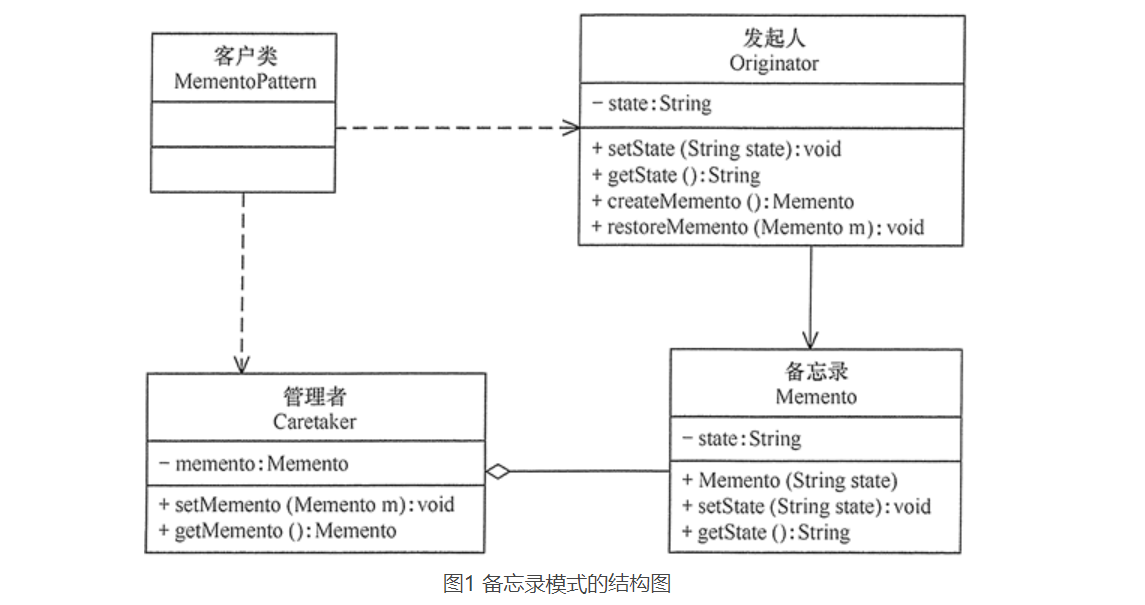 客户类
MementoPattern
发起人
Originator
- state:String
+ setState (String state):void
+ getState ():String
+ createMemento ():Memento
+ restoreMemento (Memento m):void
管理者
Caretaker
- memento:Memento
+ setMemento (Memento m):void
+ getMemento ():Memento
备忘录
Memento
- state:String
+ Memento (String state)
+ setState (String state):void
+ getState ():String
图1 备忘录模式的结构图